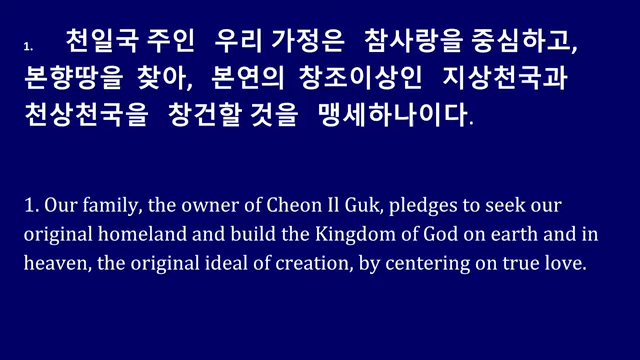 1. 천일국 주인 우리 가정은 참사랑을 중심하고,
본향땅을 찾아, 본연의 창조이상인 지상천국과
천상천국을 창건할 것을 맹세하나이다.
1. Our family, the owner of Cheon Il Guk, pledges to seek our
original homeland and build the Kingdom of God on earth and in
heaven, the original ideal of creation, by centering on true love.